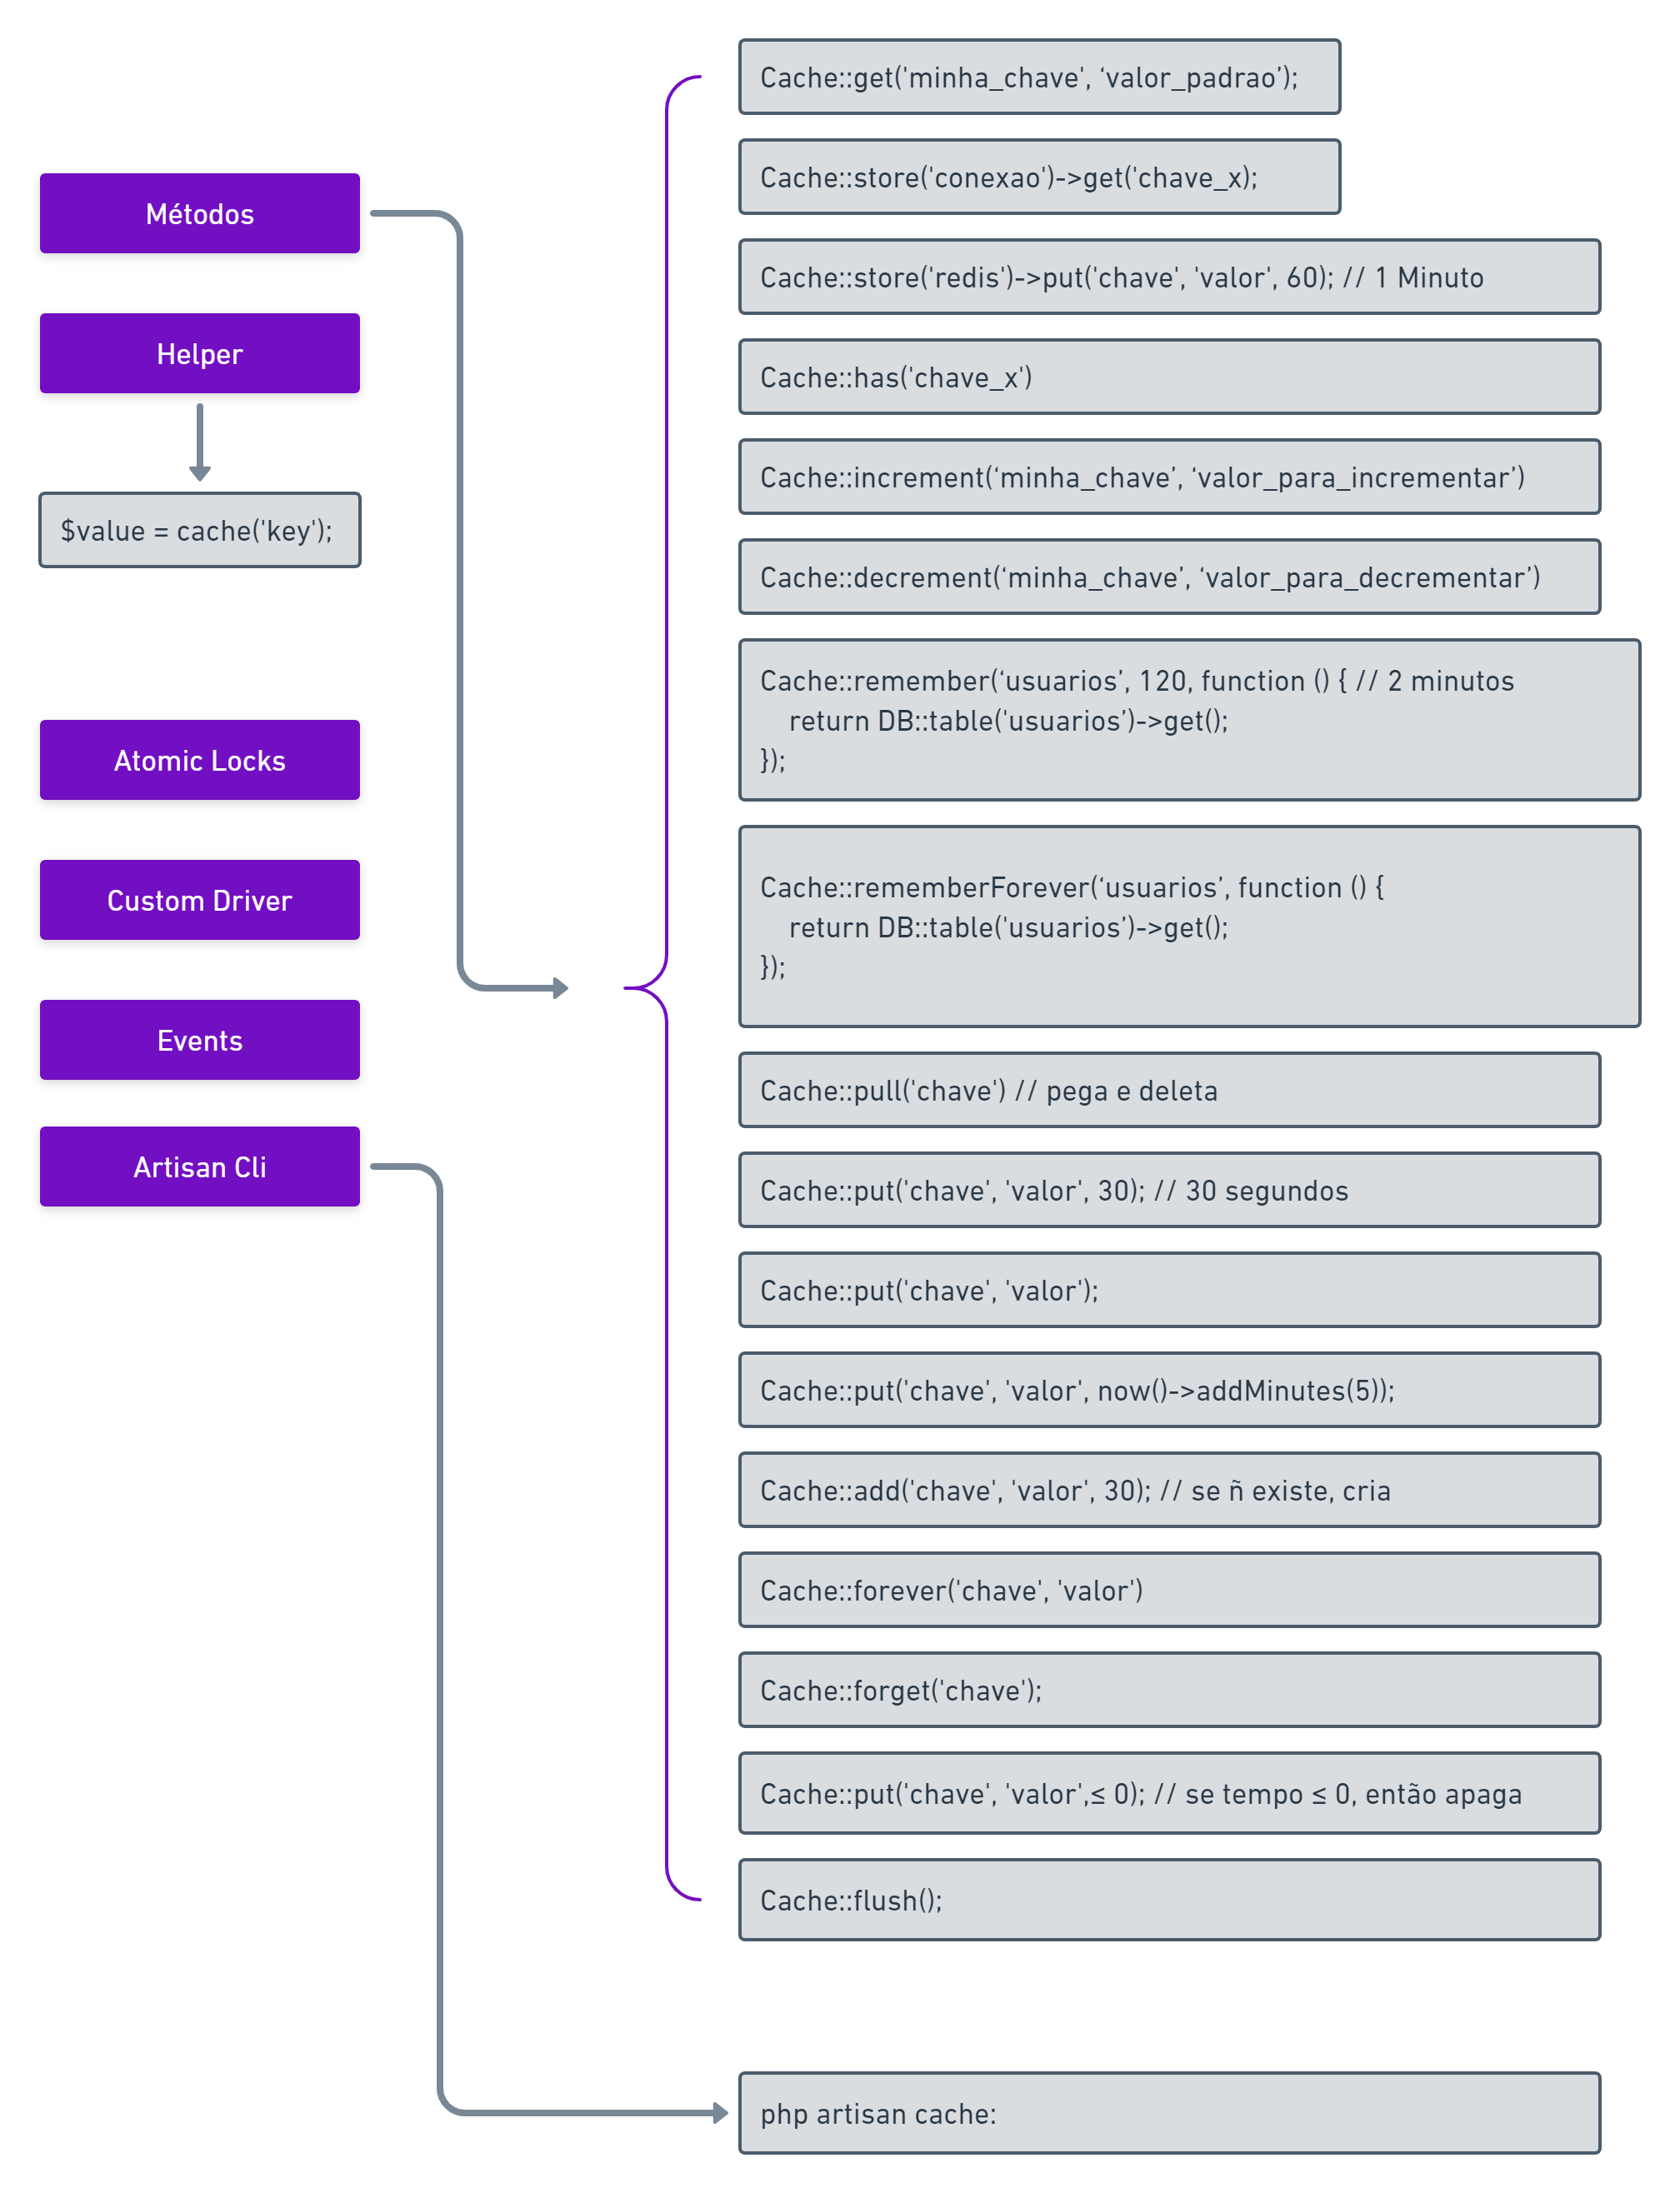 Métodos
Helper
$value = cache('key');
Atomic Locks
Custom Driver
Events
Artisan Cli
Cache::get('minha_chave', ‘valor_padrao’);
Cache::store('conexao')->get('chave_x);
Cache::store('redis')->put('chave', 'valor', 60); // 1 Minuto
Cache::has('chave_x')
Cache::increment(‘minha_chave’, ‘valor_para_incrementar’)
Cache::decrement(‘minha_chave’, ‘valor_para_decrementar’)
Cache::remember(‘usuarios’, 120, function () { // 2 minutos
return DB::table('usuarios’)->get();
});
Cache::rememberForever(‘usuarios’, function () {
return DB::table('usuarios’)->get();
});
Cache::pull('chave') // pega e deleta
Cache::put('chave', 'valor', 30); // 30 segundos
Cache::put('chave', 'valor');
Cache::put('chave', 'valor', now()->addMinutes(5));
Cache::add('chave', 'valor', 30); // se ñ existe, cria
Cache::forever('chave', 'valor')
Cache::forget('chave');
Cache::put('chave', 'valor',≤ 0); // se tempo ≤ 0, então apaga
Cache::flush();
php artisan cache: